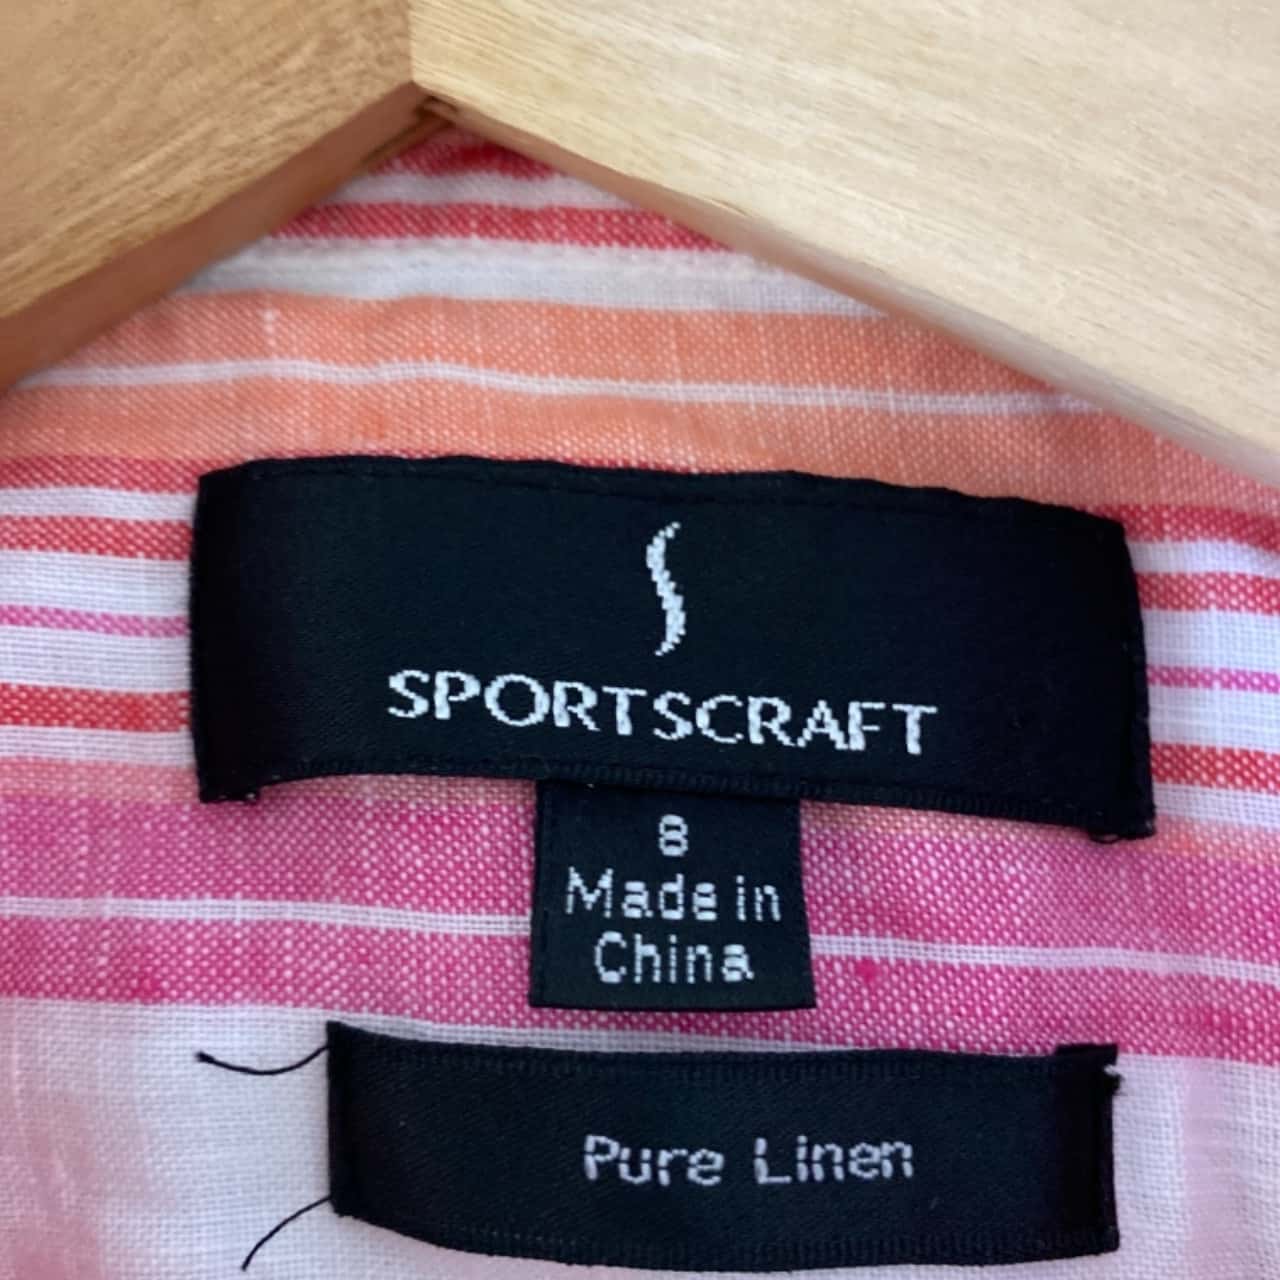 SPORTSCRAFT
8
Made in
China
Pure Linen